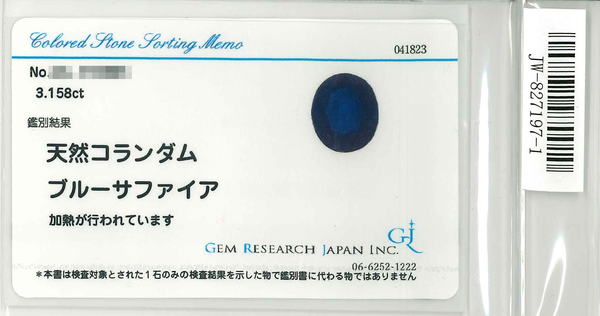 Colored Stone Sorting Memo
041823
No.
3.158ct
鑑別結果
天然コランダム
ブルーサファイア
加熱が行われています
GJ
GEM RESEARCH JAPAN INC.
06-6252-1222
*本書は検査対象とされた1石のみの検査結果を示した物で鑑別書に代わる物ではありません
JW-827197-1